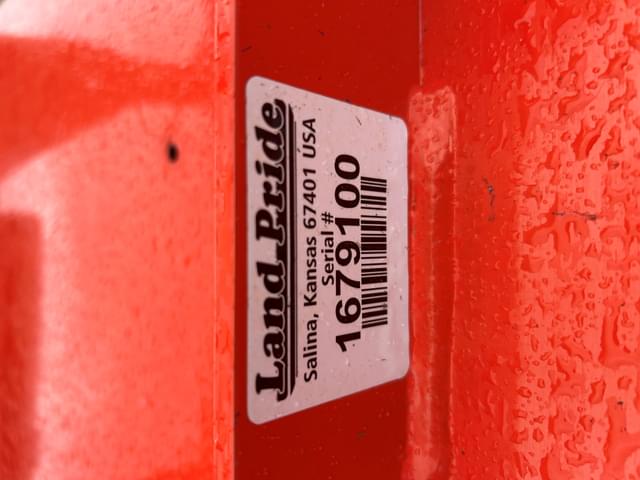 Land Pride
Salina, Kansas 67401 USA
Serial #
1679100